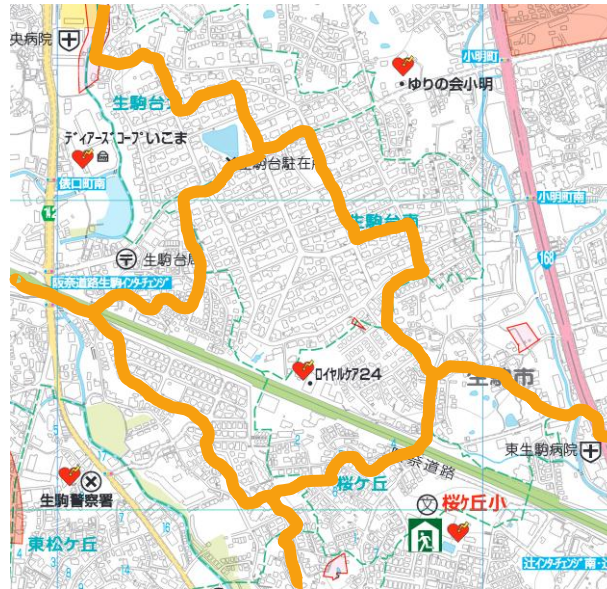 央病院
生駒台
ディアーズコープいこま
俵口町南
生駒台駐在所
ゆりの会小明
小明町
小明町南
生駒台南
168
生駒台
阪奈道路生駒インターチェンジ
ロイヤルケア24
生駒市
東生駒病院
阪奈道路
桜ケ丘
文
桜ケ丘小
生駒警察署
東松ケ丘
辻インターチェンジ南